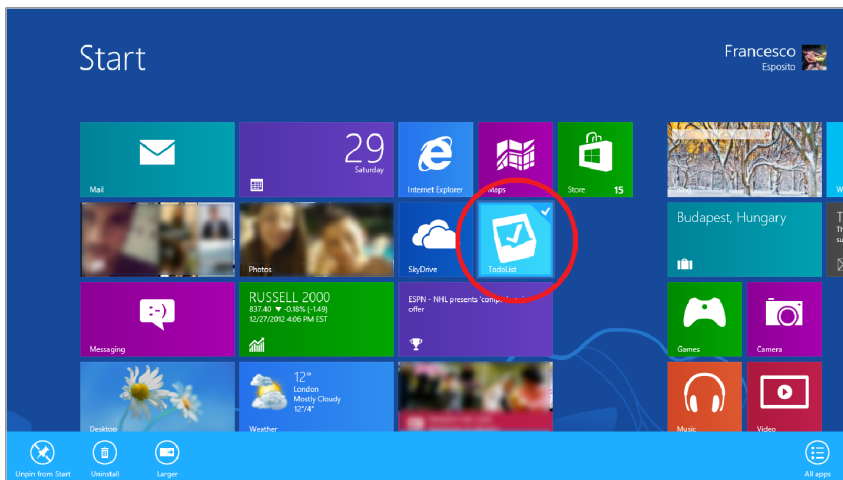 Start
Francesco
Esposito
Mail
29
Saturday
Internet Explorer
Maps
Store
15
Budapest, Hungary
Photos
SkyDrive
TodoList
Messaging
RUSSELL 2000
837.40 ▼ -0.18% (-1.49)
12/27/2012 4:06 PM EST
ESPN - NHL presents
offer
Games
Camera
Desktop
12°
London
Mostly Cloudy
12°/4°
Weather
Music
Video
Unpin from Start
Uninstall
Larger
All apps